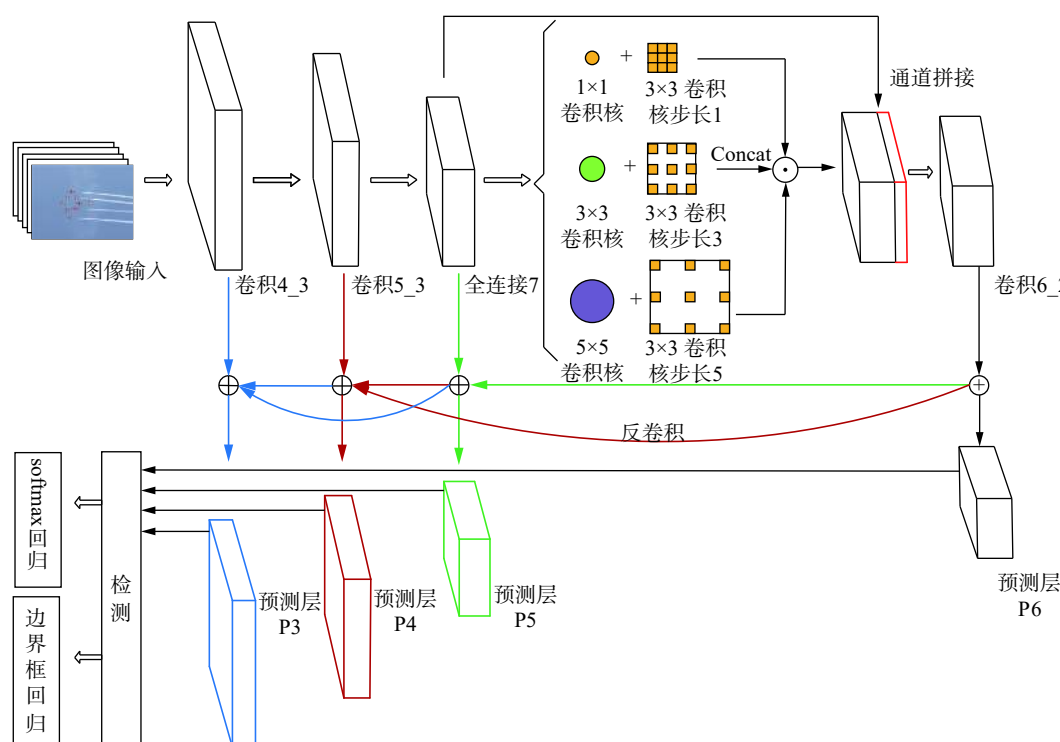 1×1
卷积核
+
3×3 卷积
核步长1
通道拼接
3×3
卷积核
+
3×3 卷积
核步长3
Concat
图像输入
卷积4_3
卷积5_3
全连接7
+
5×5
卷积核
3×3 卷积
核步长5
卷积6_
反卷积
softmax回归
检测
边界框回归
预测层
P3
预测层
P4
预测层
P5
预测层
P6